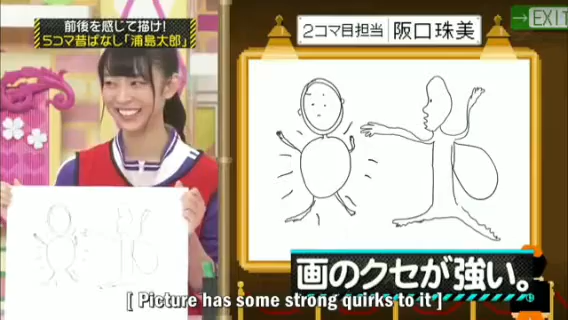 前後を感じて描け！
5コマ昔ばなし「浦島太郎」
2コマ目担当 阪口珠美
→EXIT
画のクセが強い。
[ Picture has some strong quirks to it ]